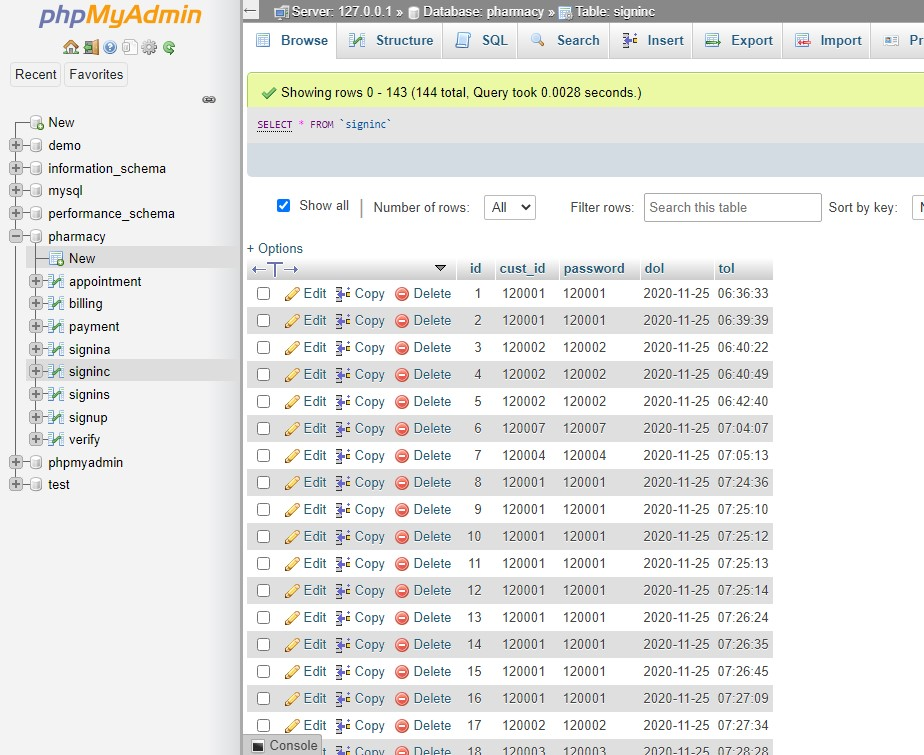 phpMyAdmin
Recent Favorites
New
demo
information_schema
mysql
performance_schema
pharmacy
New
appointment
billing
payment
signina
signinc
signins
signup
verify
phpmyadmin
test
Server: 127.0.0.1 » Database: pharmacy » Table: signinc
Browse Structure SQL Search Insert Export Import Pr
Showing rows 0 - 143 (144 total, Query took 0.0028 seconds.)
SELECT * FROM `signinc`
Show all | Number of rows: All Filter rows: Search this table Sort by key:
+ Options
←T→ id cust_id password dol tol
Edit Copy Delete 1 120001 120001 2020-11-25 06:36:33
Edit Copy Delete 2 120001 120001 2020-11-25 06:39:39
Edit Copy Delete 3 120002 120002 2020-11-25 06:40:22
Edit Copy Delete 4 120002 120002 2020-11-25 06:40:49
Edit Copy Delete 5 120002 120002 2020-11-25 06:42:40
Edit Copy Delete 6 120007 120007 2020-11-25 07:04:07
Edit Copy Delete 7 120004 120004 2020-11-25 07:05:13
Edit Copy Delete 8 120001 120001 2020-11-25 07:24:36
Edit Copy Delete 9 120001 120001 2020-11-25 07:25:10
Edit Copy Delete 10 120001 120001 2020-11-25 07:25:12
Edit Copy Delete 11 120001 120001 2020-11-25 07:25:13
Edit Copy Delete 12 120001 120001 2020-11-25 07:25:14
Edit Copy Delete 13 120001 120001 2020-11-25 07:26:24
Edit Copy Delete 14 120001 120001 2020-11-25 07:26:35
Edit Copy Delete 15 120001 120001 2020-11-25 07:26:45
Edit Copy Delete 16 120001 120001 2020-11-25 07:27:09
Edit Copy Delete 17 120002 120002 2020-11-25 07:27:34
Console Copy Delete 18 120003 120003 2020-11-25 07:28:28